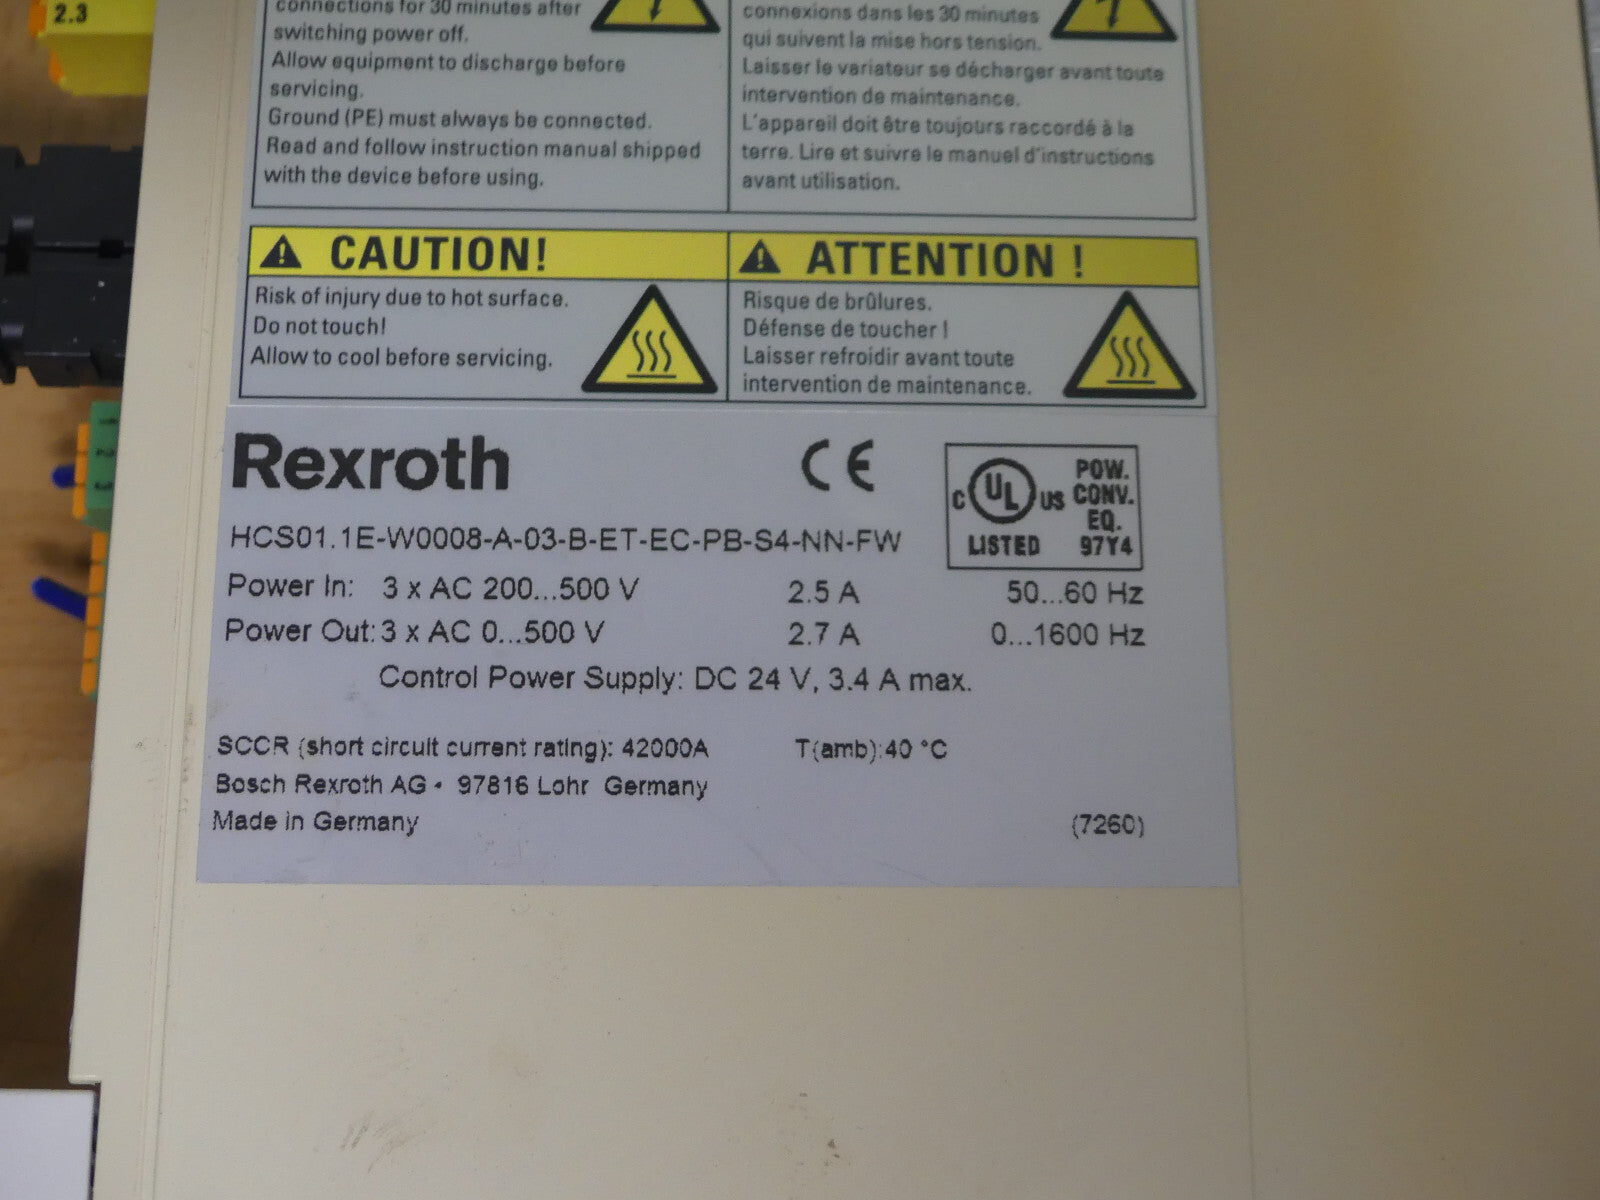 2.3
connections for 30 minutes after
switching power off.
Allow equipment to discharge before
servicing.
Ground (PE) must always be connected.
Read and follow instruction manual shipped
with the device before using.
connexions dans les 30 minutes
qui suivent la mise hors tension.
Laisser le variateur se décharger avant toute
intervention de maintenance.
L'appareil doit être toujours raccordé à la
terre. Lire et suivre le manuel d'instructions
avant utilisation.
CAUTION!
Risk of injury due to hot surface.
Do not touch!
Allow to cool before servicing.
ATTENTION !
Risque de brûlures.
Défense de toucher !
Laisser refroidir avant toute
intervention de maintenance.
Rexroth
CE
C UL US LISTED
POW.
CONV.
EQ.
97Y4
HCS01.1E-W0008-A-03-B-ET-EC-PB-S4-NN-FW
Power In: 3 x AC 200...500 V 2.5 A 50...60 Hz
Power Out: 3 x AC 0...500 V 2.7 A 0...1600 Hz
Control Power Supply: DC 24 V, 3.4 A max.
SCCR (short circuit current rating): 42000A T(amb):40 °C
Bosch Rexroth AG • 97816 Lohr Germany
Made in Germany (7260)